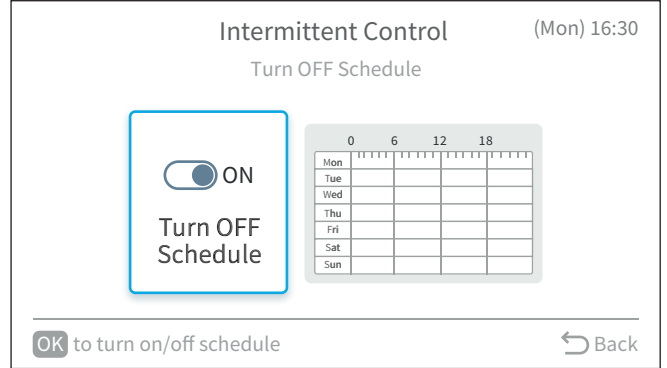 Intermittent Control
(Mon) 16:30
Turn OFF Schedule
ON
Turn OFF
Schedule
0 6 12 18
Mon
Tue
Wed
Thu
Fri
Sat
Sun
OK to turn on/off schedule
Back